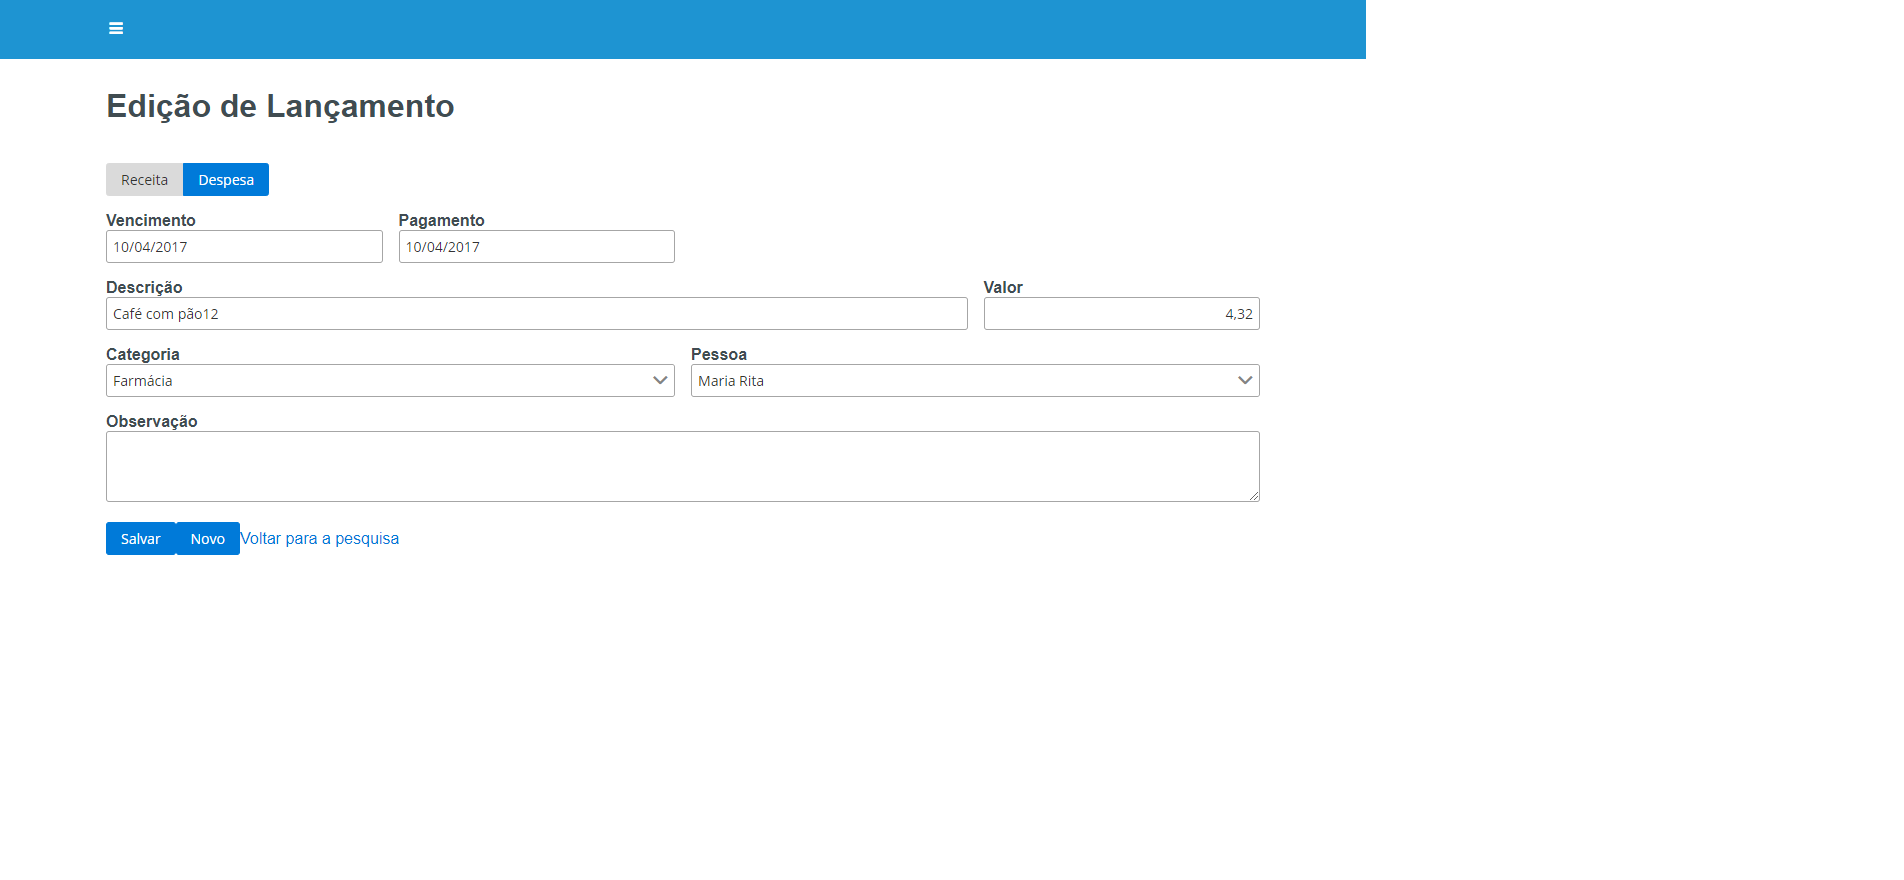 Edição de Lançamento
Receita Despesa
Vencimento Pagamento
10/04/2017 10/04/2017
Descrição Valor
Café com pão12 4,32
Categoria Pessoa
Farmácia Maria Rita
Observação
Salvar Novo Voltar para a pesquisa